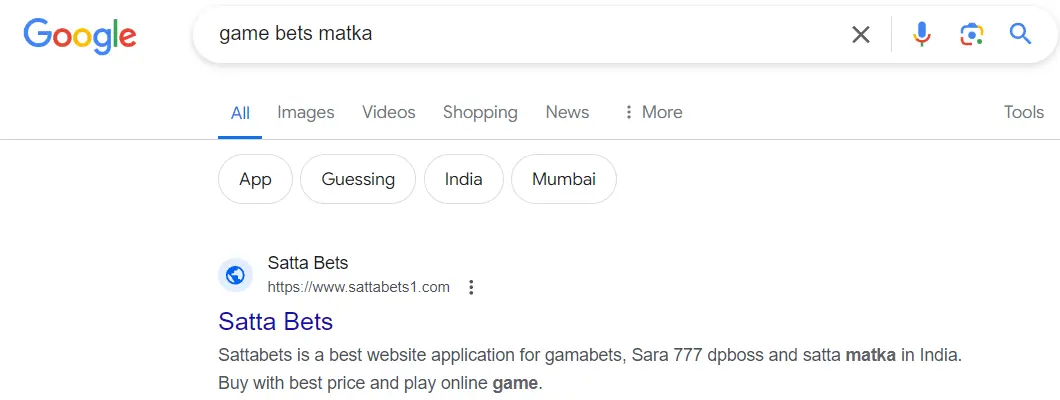 Google
game bets matka
All Images Videos Shopping News More Tools
App Guessing India Mumbai
Satta Bets
https://www.sattabets1.com
Satta Bets
Sattabets is a best website application for gamabets, Sara 777 dpboss and satta matka in India.
Buy with best price and play online game.